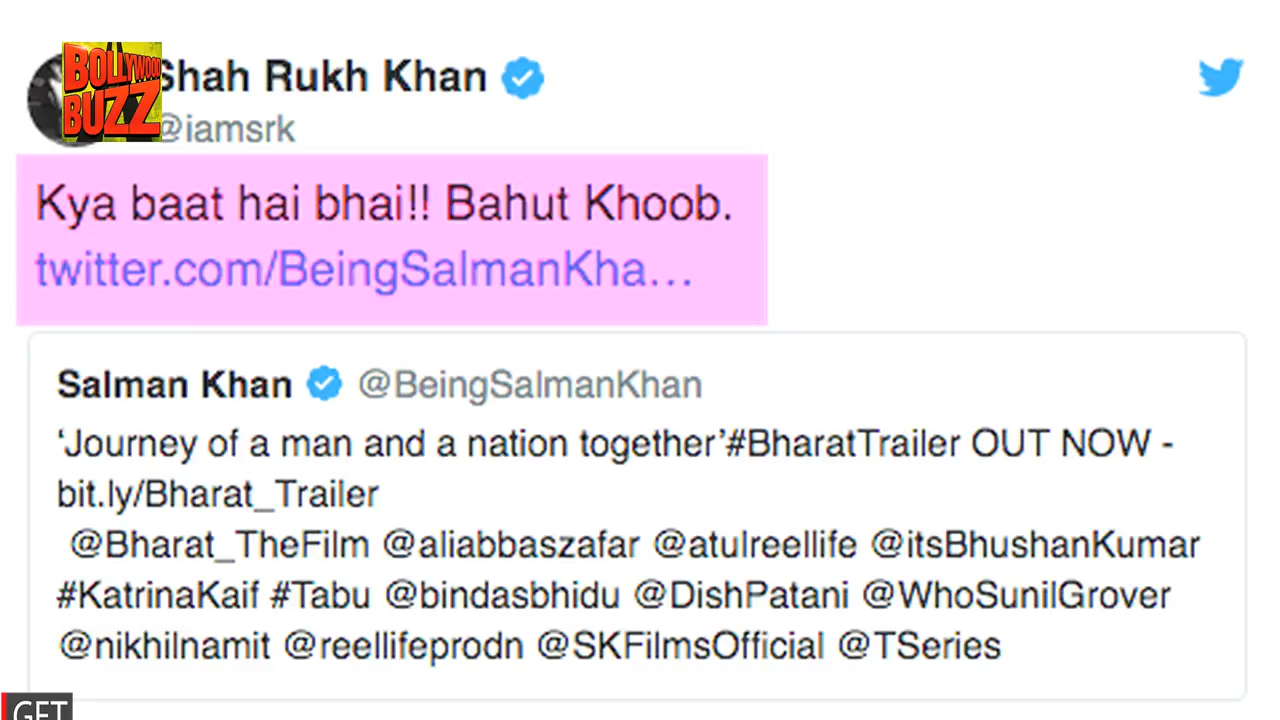 BOLLYWOOD
BUZZ
Shah Rukh Khan
@iamsrk
Kya baat hai bhai!! Bahut Khoob.
twitter.com/BeingSalmanKha…
Salman Khan @BeingSalmanKhan
‘Journey of a man and a nation together’#BharatTrailer OUT NOW -
bit.ly/Bharat_Trailer
@Bharat_TheFilm @aliabbaszafar @atulreellife @itsBhushanKumar
#KatrinaKaif #Tabu @bindasbhidu @DishPatani @WhoSunilGrover
@nikhilnamit @reellifeprodn @SKFilmsOfficial @TSeries
GET